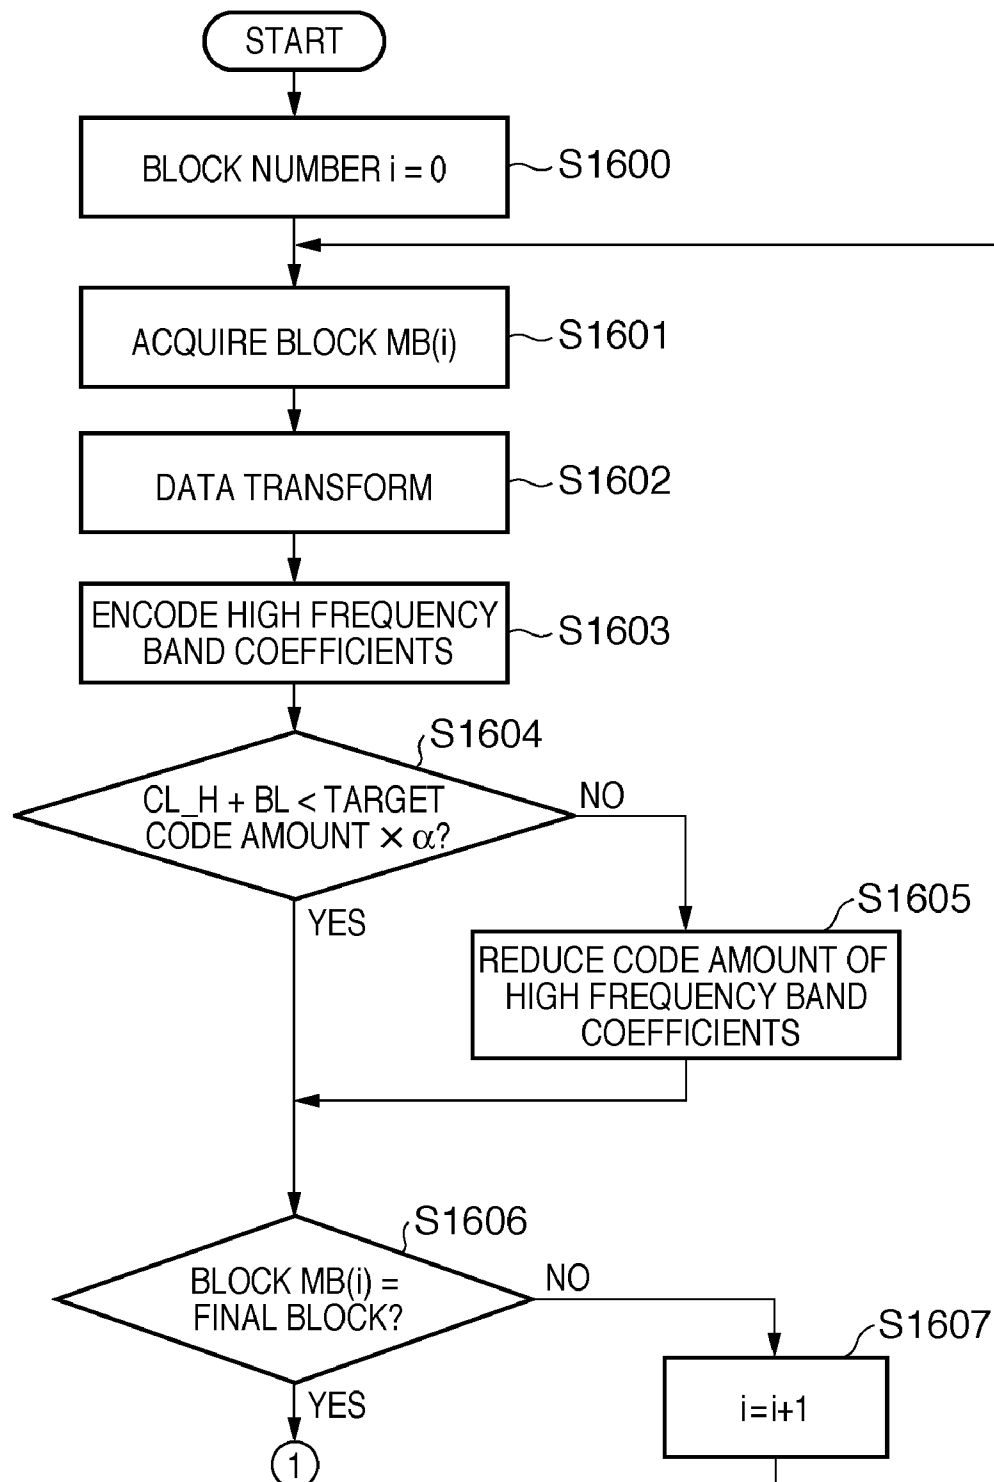 START
BLOCK NUMBER i = 0
S1600
ACQUIRE BLOCK MB(i)
S1601
DATA TRANSFORM
S1602
ENCODE HIGH FREQUENCY
BAND COEFFICIENTS
S1603
S1604
CL_H + BL < TARGET
CODE AMOUNT × α?
NO
YES
S1605
REDUCE CODE AMOUNT OF
HIGH FREQUENCY BAND
COEFFICIENTS
S1606
BLOCK MB(i) =
FINAL BLOCK?
NO
YES
S1607
i=i+1
1